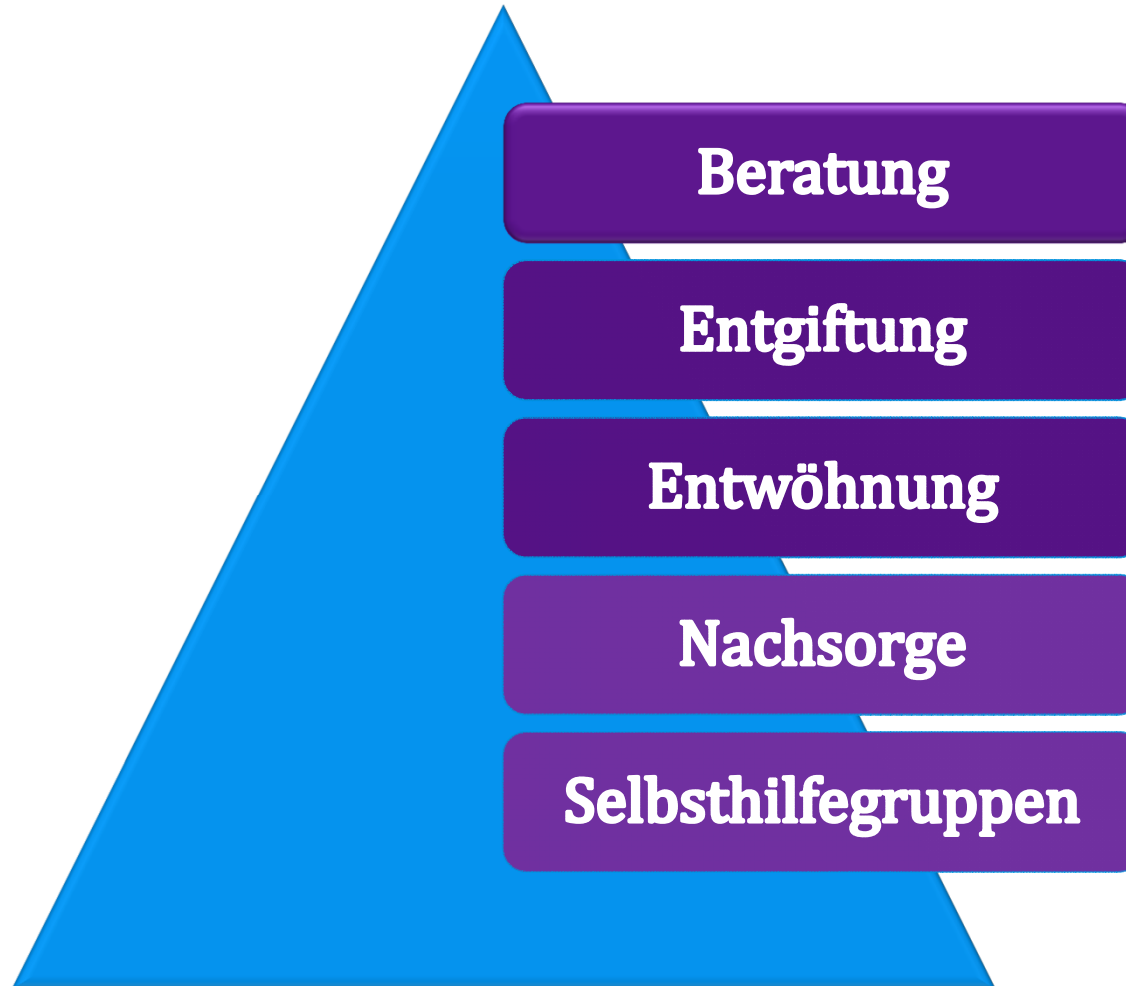 Beratung
Entgiftung
Entwöhnung
Nachsorge
Selbsthilfegruppen